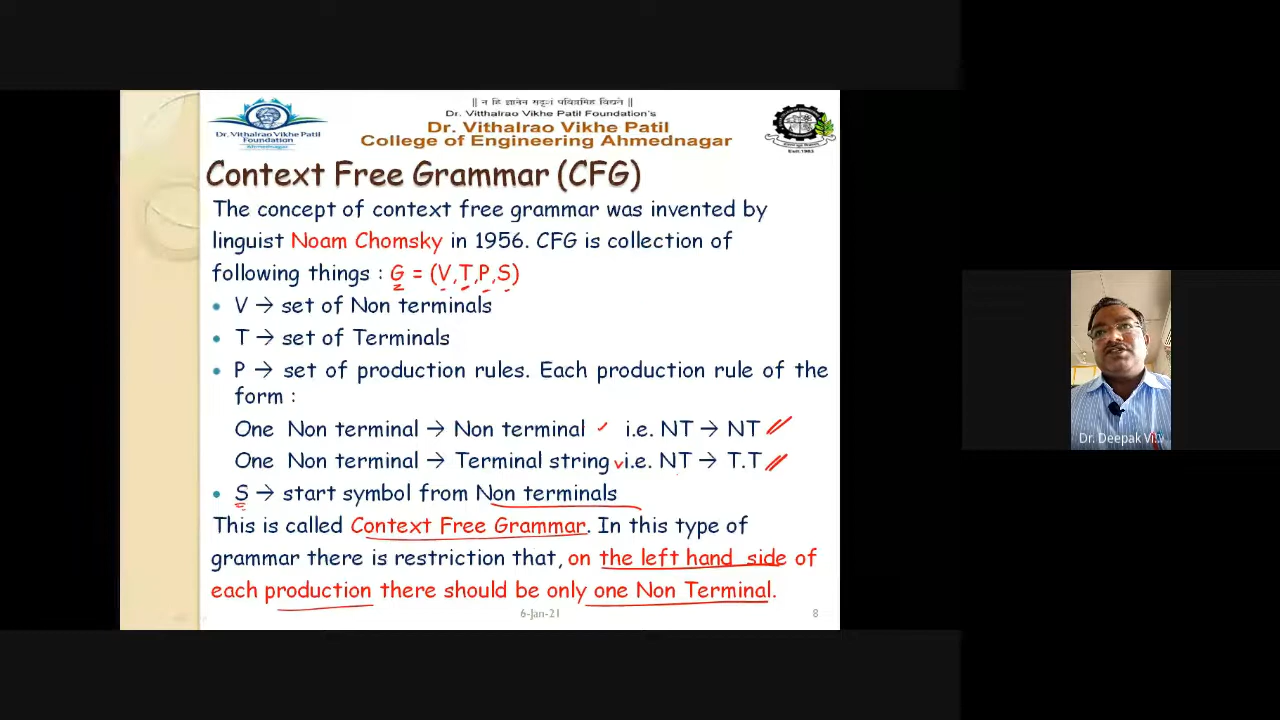 || न हि ज्ञानेन सदृशं पवित्रमिह विद्यते ||
Dr. Vitthalrao Vikhe Patil Foundation's
Dr. Vithalrao Vikhe Patil
College of Engineering Ahmednagar
Dr. Vithalrao Vikhe Patil
Foundation
Ahmednagar
Estd.1983
Context Free Grammar (CFG)
The concept of context free grammar was invented by
linguist Noam Chomsky in 1956. CFG is collection of
following things : G = (V,T,P,S)
• V → set of Non terminals
• T → set of Terminals
• P → set of production rules. Each production rule of the
form :
One Non terminal → Non terminal i.e. NT → NT
One Non terminal → Terminal string i.e. NT → T.T
• S → start symbol from Non terminals
This is called Context Free Grammar. In this type of
grammar there is restriction that, on the left hand side of
each production there should be only one Non Terminal.
6-Jan-21
8
Dr. Deepak Vi...